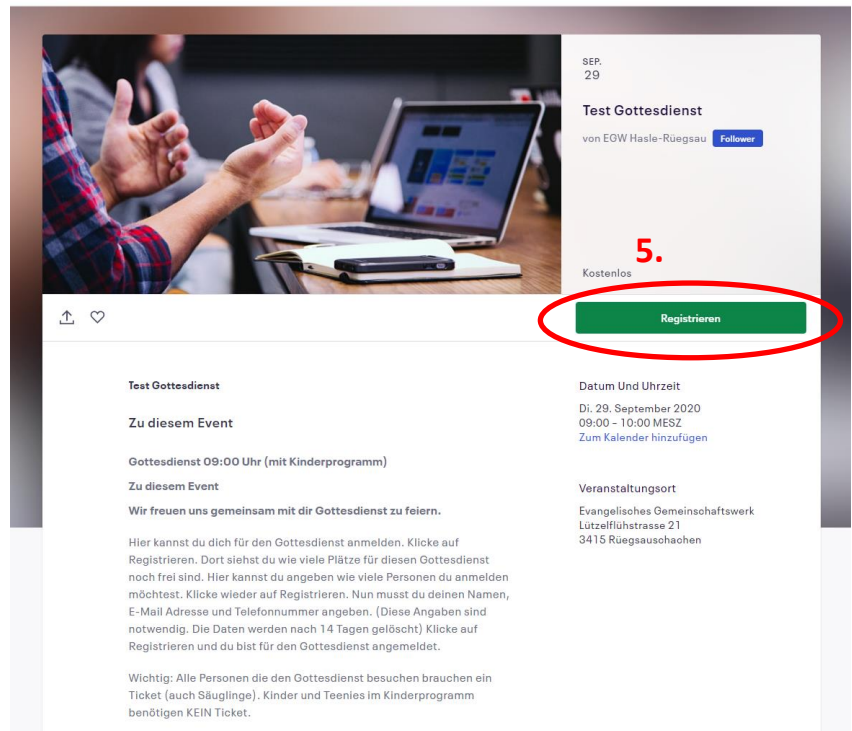 SEP.
29
Test Gottesdienst
von EGW Hasle-Rüegsau Follower
5.
Kostenlos
Registrieren
Test Gottesdienst
Zu diesem Event
Gottesdienst 09:00 Uhr (mit Kinderprogramm)
Zu diesem Event
Wir freuen uns gemeinsam mit dir Gottesdienst zu feiern.
Hier kannst du dich für den Gottesdienst anmelden. Klicke auf
Registrieren. Dort siehst du wie viele Plätze für diesen Gottesdienst
noch frei sind. Hier kannst du angeben wie viele Personen du anmelden
möchtest. Klicke wieder auf Registrieren. Nun musst du deinen Namen,
E-Mail Adresse und Telefonnummer angeben. (Diese Angaben sind
notwendig. Die Daten werden nach 14 Tagen gelöscht) Klicke auf
Registrieren und du bist für den Gottesdienst angemeldet.
Wichtig: Alle Personen die den Gottesdienst besuchen brauchen ein
Ticket (auch Säuglinge). Kinder und Teenies im Kinderprogramm
benötigen KEIN Ticket.
Datum Und Uhrzeit
Di. 29. September 2020
09:00 – 10:00 MESZ
Zum Kalender hinzufügen
Veranstaltungsort
Evangelisches Gemeinschaftswerk
Lützelflühstrasse 21
3415 Rüegsauschachen